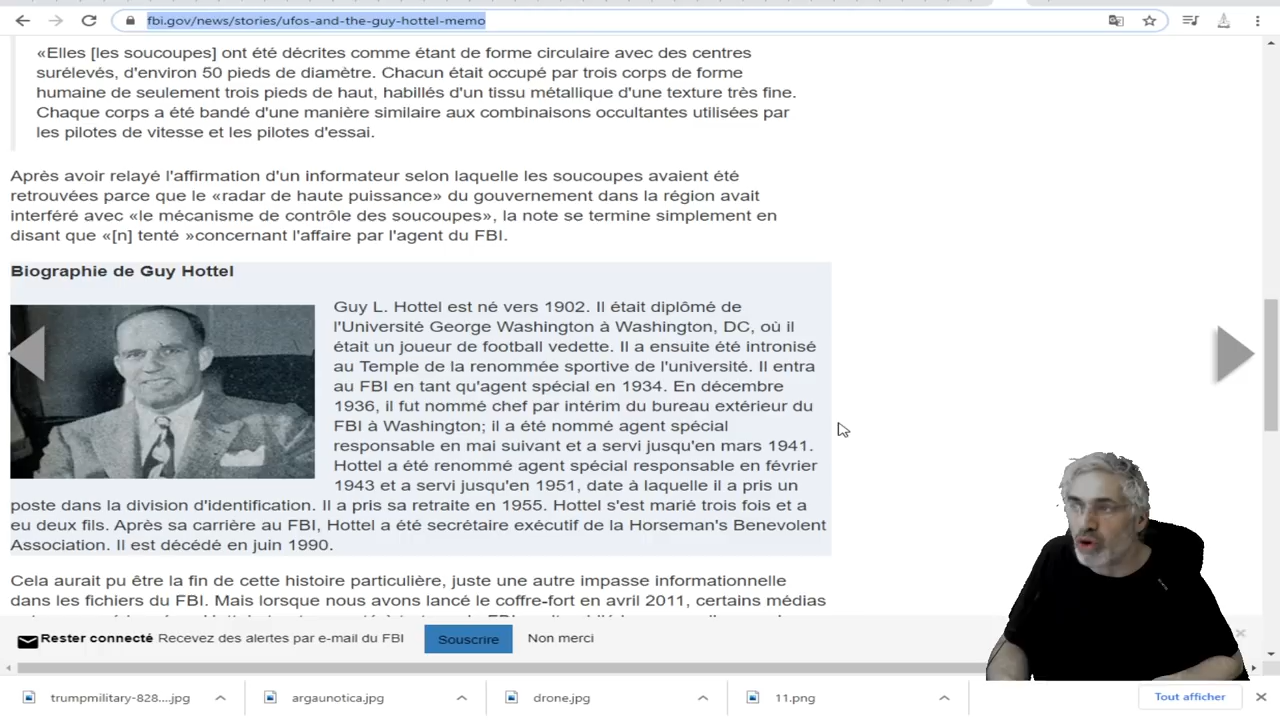 fbi.gov/news/stories/ufos-and-the-guy-hottel-memo
«Elles [les soucoupes] ont été décrites comme étant de forme circulaire avec des centres
surélevés, d'environ 50 pieds de diamètre. Chacun était occupé par trois corps de forme
humaine de seulement trois pieds de haut, habillés d'un tissu métallique d'une texture très fine.
Chaque corps a été bandé d'une manière similaire aux combinaisons occultantes utilisées par
les pilotes de vitesse et les pilotes d'essai.
Après avoir relayé l'affirmation d'un informateur selon laquelle les soucoupes avaient été
retrouvées parce que le «radar de haute puissance» du gouvernement dans la région avait
interféré avec «le mécanisme de contrôle des soucoupes», la note se termine simplement en
disant que «[n] tenté »concernant l'affaire par l'agent du FBI.
Biographie de Guy Hottel
Guy L. Hottel est né vers 1902. Il était diplômé de
l'Université George Washington à Washington, DC, où il
était un joueur de football vedette. Il a ensuite été intronisé
au Temple de la renommée sportive de l'université. Il entra
au FBI en tant qu'agent spécial en 1934. En décembre
1936, il fut nommé chef par intérim du bureau extérieur du
FBI à Washington; il a été nommé agent spécial
responsable en mai suivant et a servi jusqu'en mars 1941.
Hottel a été renommé agent spécial responsable en février
1943 et a servi jusqu'en 1951, date à laquelle il a pris un
poste dans la division d'identification. Il a pris sa retraite en 1955. Hottel s'est marié trois fois et a
eu deux fils. Après sa carrière au FBI, Hottel a été secrétaire exécutif de la Horseman's Benevolent
Association. Il est décédé en juin 1990.
Cela aurait pu être la fin de cette histoire particulière, juste une autre impasse informationnelle
dans les fichiers du FBI. Mais lorsque nous avons lancé le coffre-fort en avril 2011, certains médias
Rester connecté Recevez des alertes par e-mail du FBI
Souscrire
Non merci
trumpmilitary-828....jpg
argaunotica.jpg
drone.jpg
11.png
Tout afficher